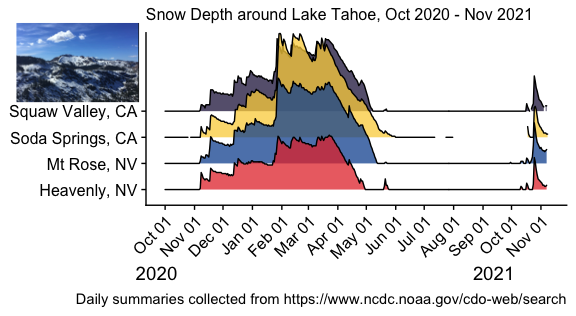 Snow Depth around Lake Tahoe, Oct 2020 - Nov 2021
Squaw Valley, CA
Soda Springs, CA
Mt Rose, NV
Heavenly, NV
Oct 01
Nov 01
Dec 01
Jan 01
Feb 01
Mar 01
Apr 01
May 01
Jun 01
Jul 01
Aug 01
Sep 01
Oct 01
Nov 01
2020
2021
Daily summaries collected from https://www.ncdc.noaa.gov/cdo-web/search